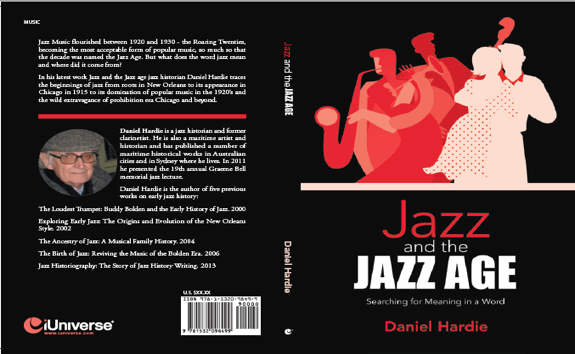 MUSIC
Jazz Music flourished between 1920 and 1930 - the Roaring Twenties,
becoming the most acceptable form of popular music, so much so that
the decade was named the Jazz Age. But what does the word jazz mean
and where did it come from?
In his latest work Jazz and the Jazz age jazz historian Daniel Hardie traces
the beginnings of jazz from roots in New Orleans to its appearance in
Chicago in 1915 to its domination of popular music in the 1920's and
the wild extravagance of prohibition era Chicago and beyond.
Daniel Hardie is a jazz historian and former
clarinetist. He is also a maritime artist and
historian and has published a number of
maritime historical works in Australian
cities and in Sydney where he lives. In 2011
he presented the 19th annual Graeme Bell
memorial jazz lecture.
Daniel Hardie is the author of five previous
works on early jazz history:
The Loudest Trumpet: Buddy Bolden and the Early History of Jazz. 2000
Exploring Early Jazz: The Origins and Evolution of the New Orleans
Style. 2002
The Ancestry of Jazz: A Musical Family History. 2004
The Birth of Jazz: Reviving the Music of the Bolden Era. 2006
Jazz Historiography: The Story of Jazz History Writing. 2013
U.S. $XX.XX
ISBN 978-1-5320-9849-9
90000
9 781532 098499
iUniverse®
www.iuniverse.com
Jazz and the JAZZ AGE
Daniel Hardie
Jazz
and the
JAZZ AGE
Searching for Meaning in a Word
Daniel Hardie